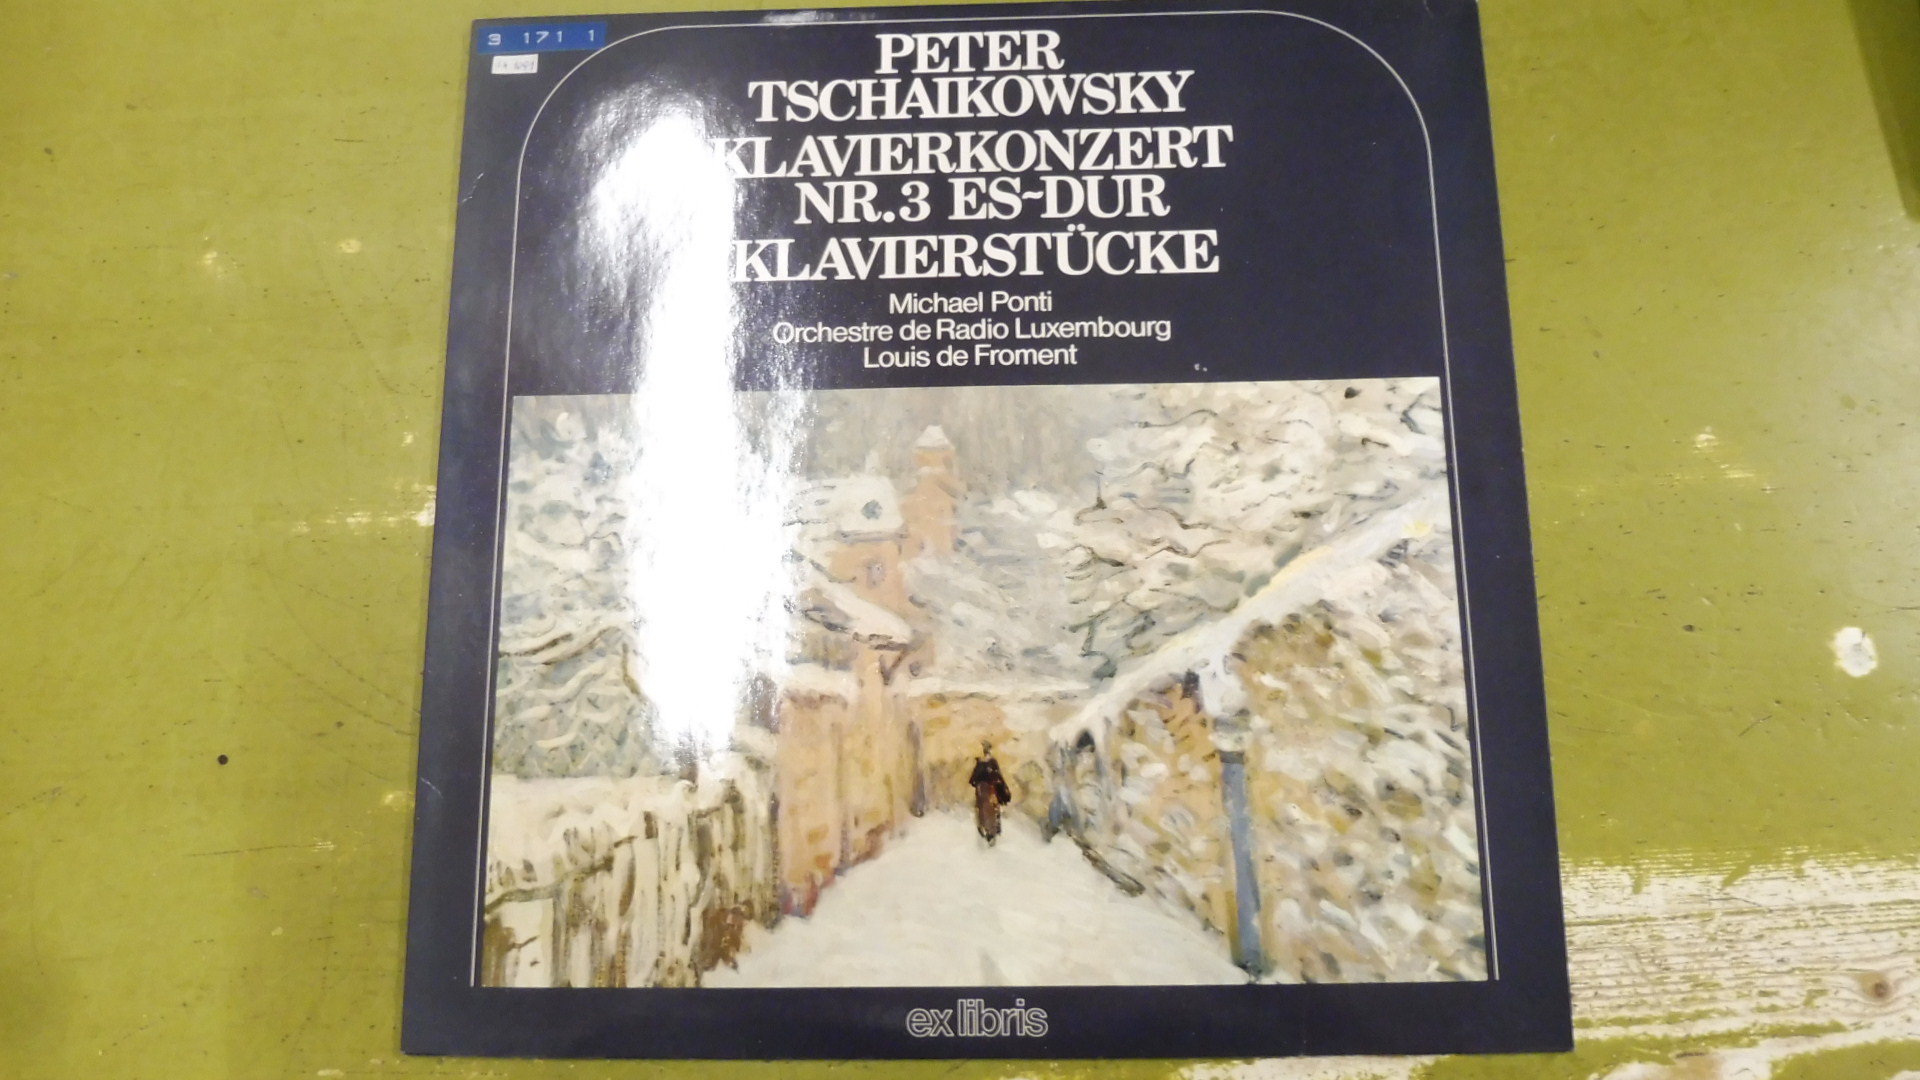 3 171 1
PETER
TSCHAIKOWSKY
KLAVIERKONZERT
NR.3 ES~DUR
KLAVIERSTÜCKE
Michael Ponti
Orchestre de Radio Luxembourg
Louis de Froment
ex libris